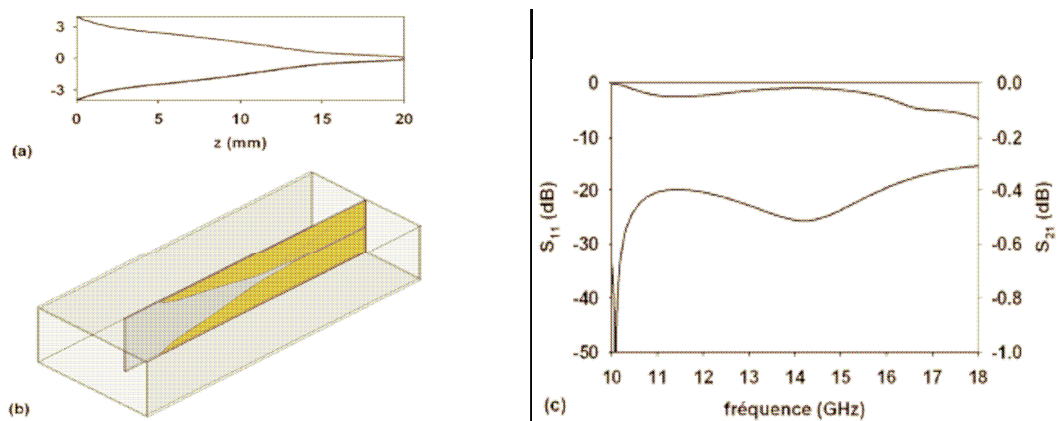 3
0
-3
0 5 10 15 20
z (mm)
(a)
(b)
0 0.0
-10 -0.2
-20 -0.4
-30 -0.6
-40 -0.8
-50 -1.0
S11 (dB)
S21 (dB)
10 11 12 13 14 15 16 17 18
fréquence (GHz)
(c)